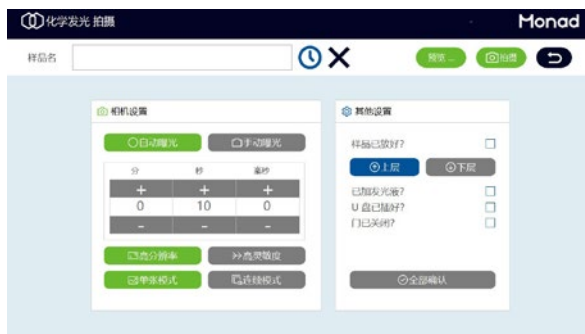 化学发光 拍摄
Monad
样品名
预览 ...
拍摄
相机设置
其他设置
自动曝光
手动曝光
样品已放好?
上层
下层
分
秒
毫秒
+
+
+
0
10
0
-
-
-
已加发光液?
U 盘已插好?
门已关闭?
高分辨率
高灵敏度
单张模式
连续模式
全部确认